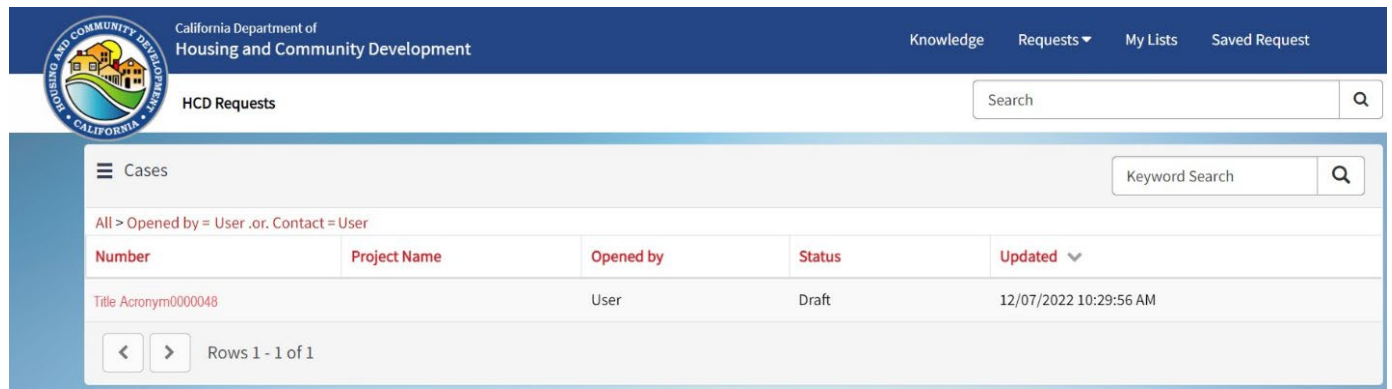 California Department of
Housing and Community Development
Knowledge Requests My Lists Saved Request
HOUSING AND COMMUNITY DEVELOPMENT
CALIFORNIA
HCD Requests
Search
Cases
Keyword Search
All > Opened by = User .or. Contact = User
Number Project Name Opened by Status Updated
Title Acronym0000048 User Draft 12/07/2022 10:29:56 AM
Rows 1 - 1 of 1